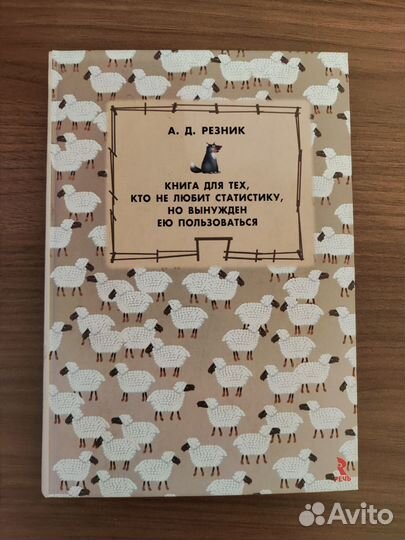 А. Д. РЕЗНИК
КНИГА ДЛЯ ТЕХ,
КТО НЕ ЛЮБИТ СТАТИСТИКУ,
НО ВЫНУЖДЕН
ЕЮ ПОЛЬЗОВАТЬСЯ
РЕЧЬ
Avito